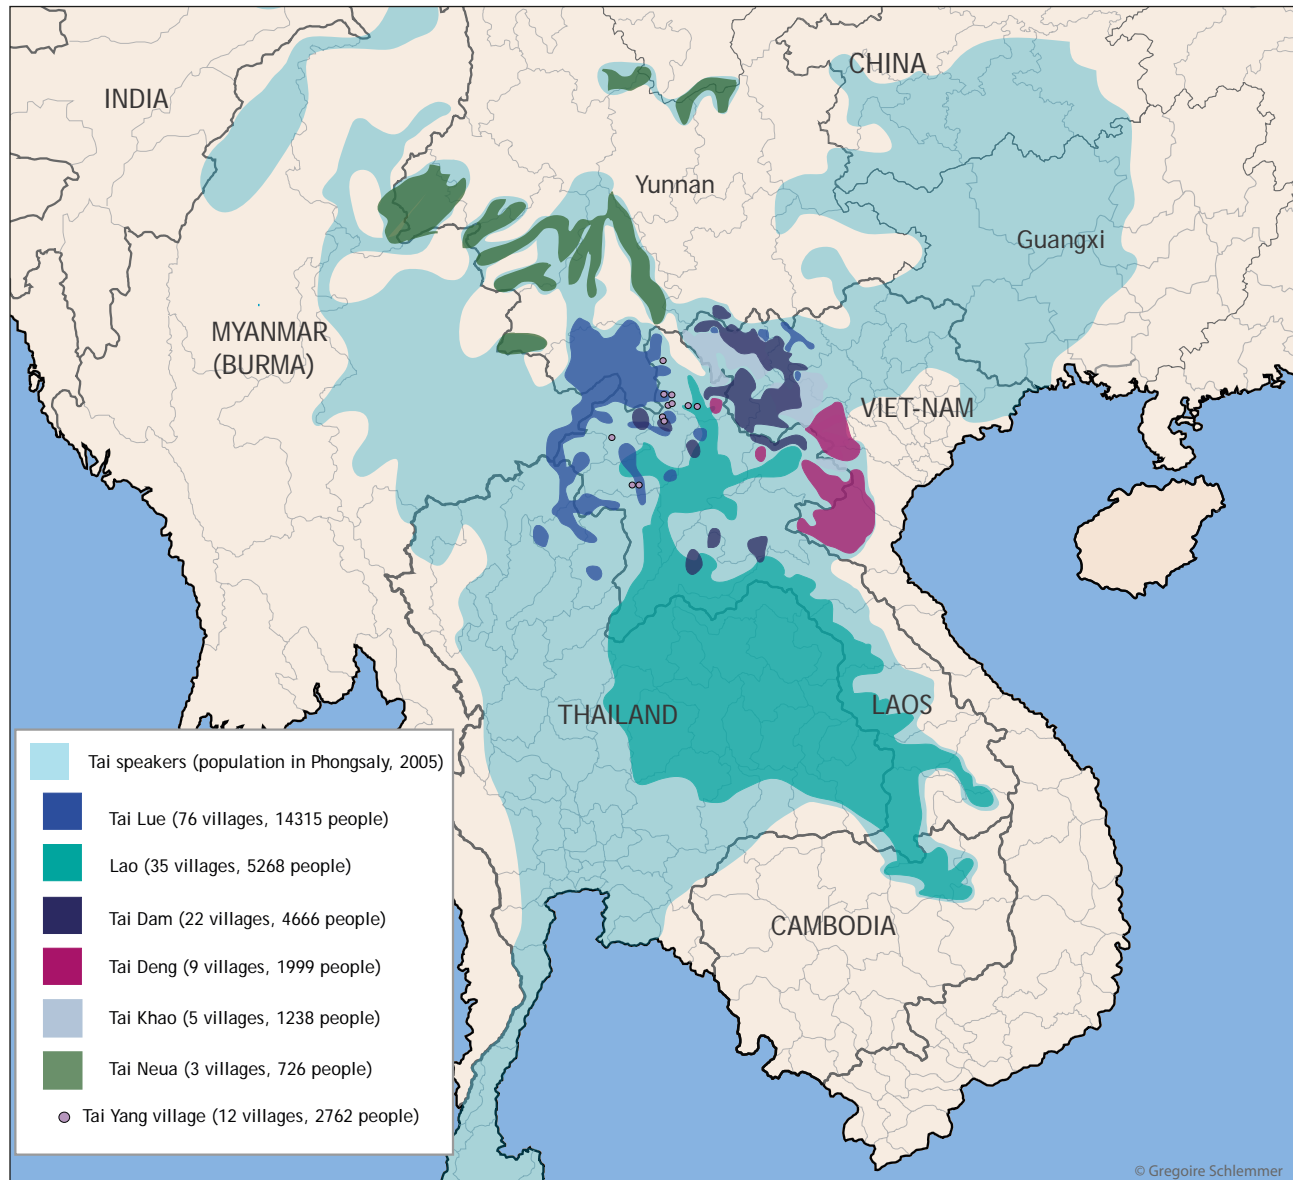 INDIA
CHINA
Yunnan
Guangxi
MYANMAR
(BURMA)
VIET-NAM
THAILAND
LAOS
CAMBODIA
Tai speakers (population in Phongsaly, 2005)
Tai Lue (76 villages, 14315 people)
Lao (35 villages, 5268 people)
Tai Dam (22 villages, 4666 people)
Tai Deng (9 villages, 1999 people)
Tai Khao (5 villages, 1238 people)
Tai Neua (3 villages, 726 people)
Tai Yang village (12 villages, 2762 people)
© Gregoire Schlemmer